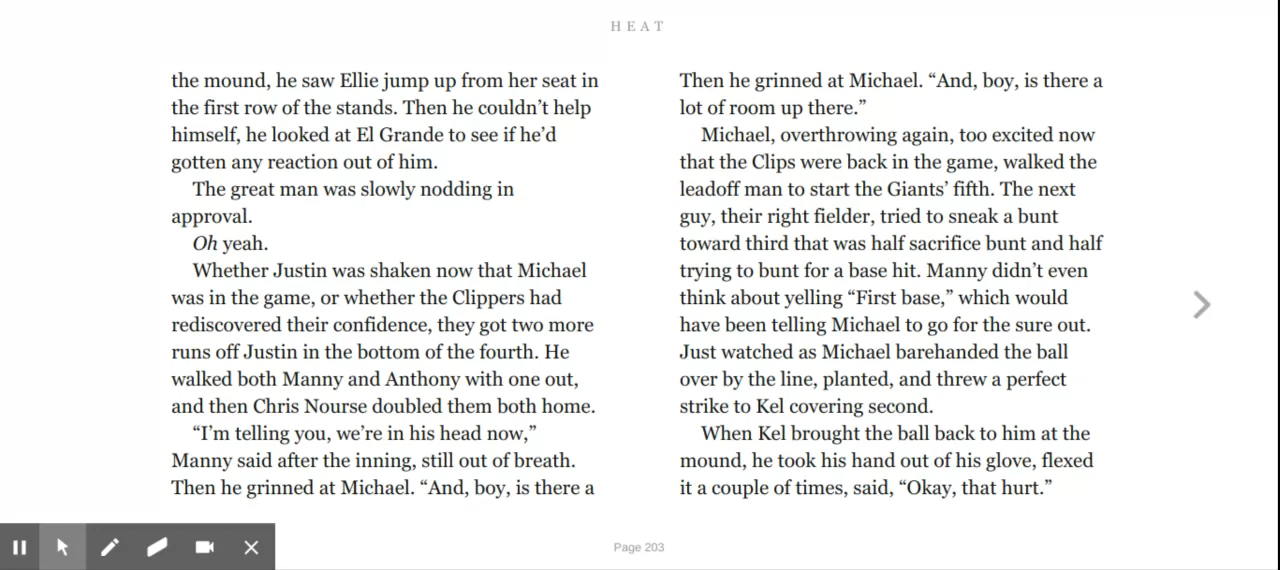 HEAT
the mound, he saw Ellie jump up from her seat in
the first row of the stands. Then he couldn’t help
himself, he looked at El Grande to see if he’d
gotten any reaction out of him.
The great man was slowly nodding in
approval.
Oh yeah.
Whether Justin was shaken now that Michael
was in the game, or whether the Clippers had
rediscovered their confidence, they got two more
runs off Justin in the bottom of the fourth. He
walked both Manny and Anthony with one out,
and then Chris Nourse doubled them both home.
“I’m telling you, we’re in his head now,”
Manny said after the inning, still out of breath.
Then he grinned at Michael. “And, boy, is there a
Then he grinned at Michael. “And, boy, is there a
lot of room up there.”
Michael, overthrowing again, too excited now
that the Clips were back in the game, walked the
leadoff man to start the Giants’ fifth. The next
guy, their right fielder, tried to sneak a bunt
toward third that was half sacrifice bunt and half
trying to bunt for a base hit. Manny didn’t even
think about yelling “First base,” which would
have been telling Michael to go for the sure out.
Just watched as Michael barehanded the ball
over by the line, planted, and threw a perfect
strike to Kel covering second.
When Kel brought the ball back to him at the
mound, he took his hand out of his glove, flexed
it a couple of times, said, “Okay, that hurt.”
Page 203